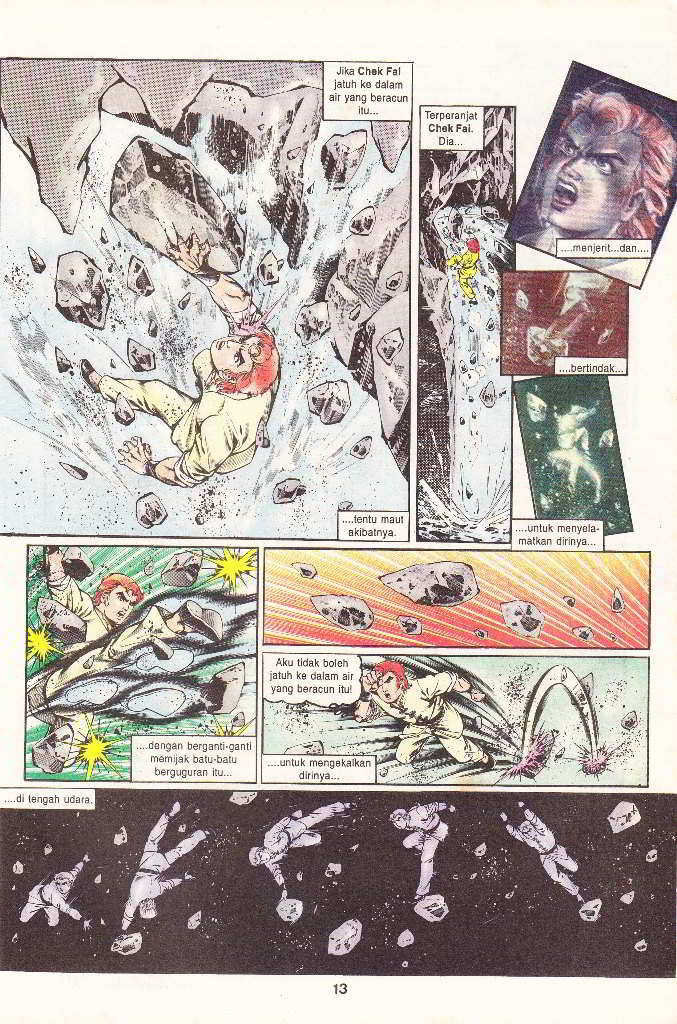 Jika Chek Fai
jatuh ke dalam
air yang beracun
itu...
....tentu maut
akibatnya.
Terperanjat
Chek Fai.
Dia...
....menjerit...dan....
....bertindak...
....untuk menyela-
matkan dirinya...
....dengan berganti-ganti
memijak batu-batu
berguguran itu...
Aku tidak boleh
jatuh ke dalam air
yang beracun itu!
....untuk mengekalkan
dirinya...
....di tengah udara.
13